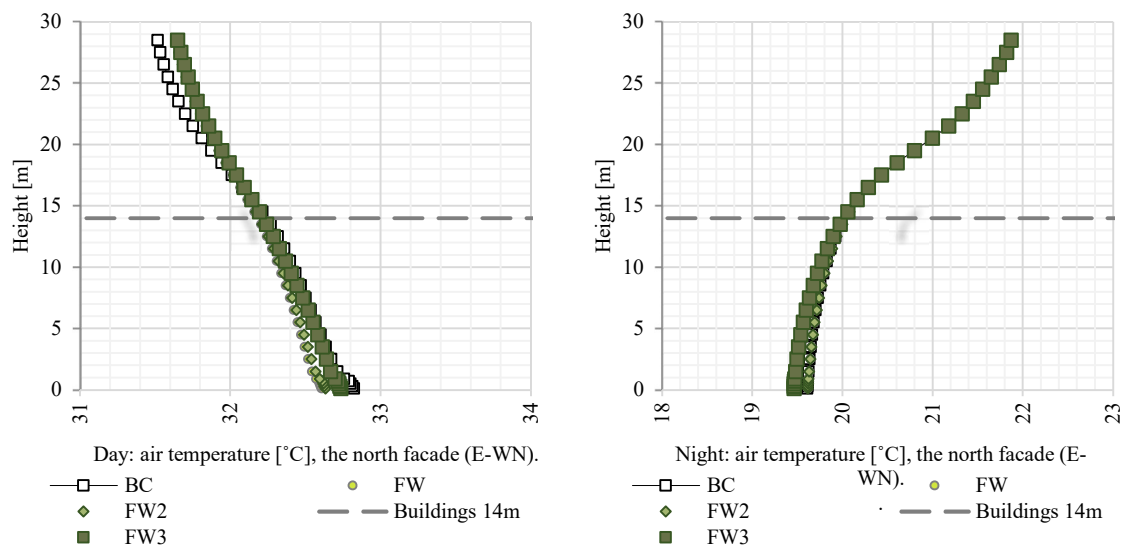 30
25
20
15
10
5
0
Height [m]
31
32
33
34
Day: air temperature [˚C], the north facade (E-WN).
BC
FW
FW2
Buildings 14m
FW3
30
25
20
15
10
5
0
Height [m]
18
19
20
21
22
23
Night: air temperature [˚C], the north facade (E-
WN).
BC
FW
.
FW2
Buildings 14m
FW3